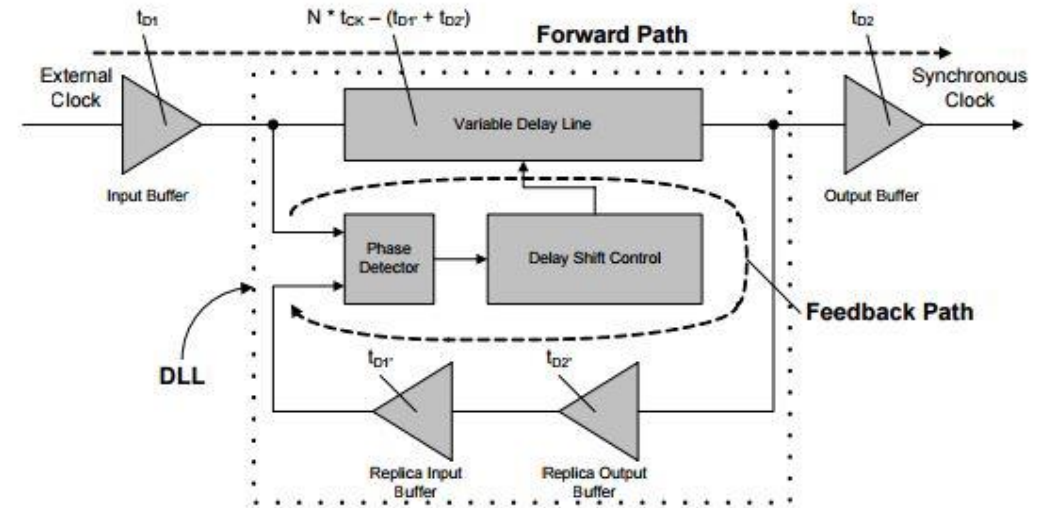 tD1
N * tCK – (tD1' + tD2')
tD2
Forward Path
External
Clock
Synchronous
Clock
Variable Delay Line
Input Buffer
Output Buffer
Phase
Detector
Delay Shift Control
Feedback Path
DLL
tD1'
tD2'
Replica Input
Buffer
Replica Output
Buffer